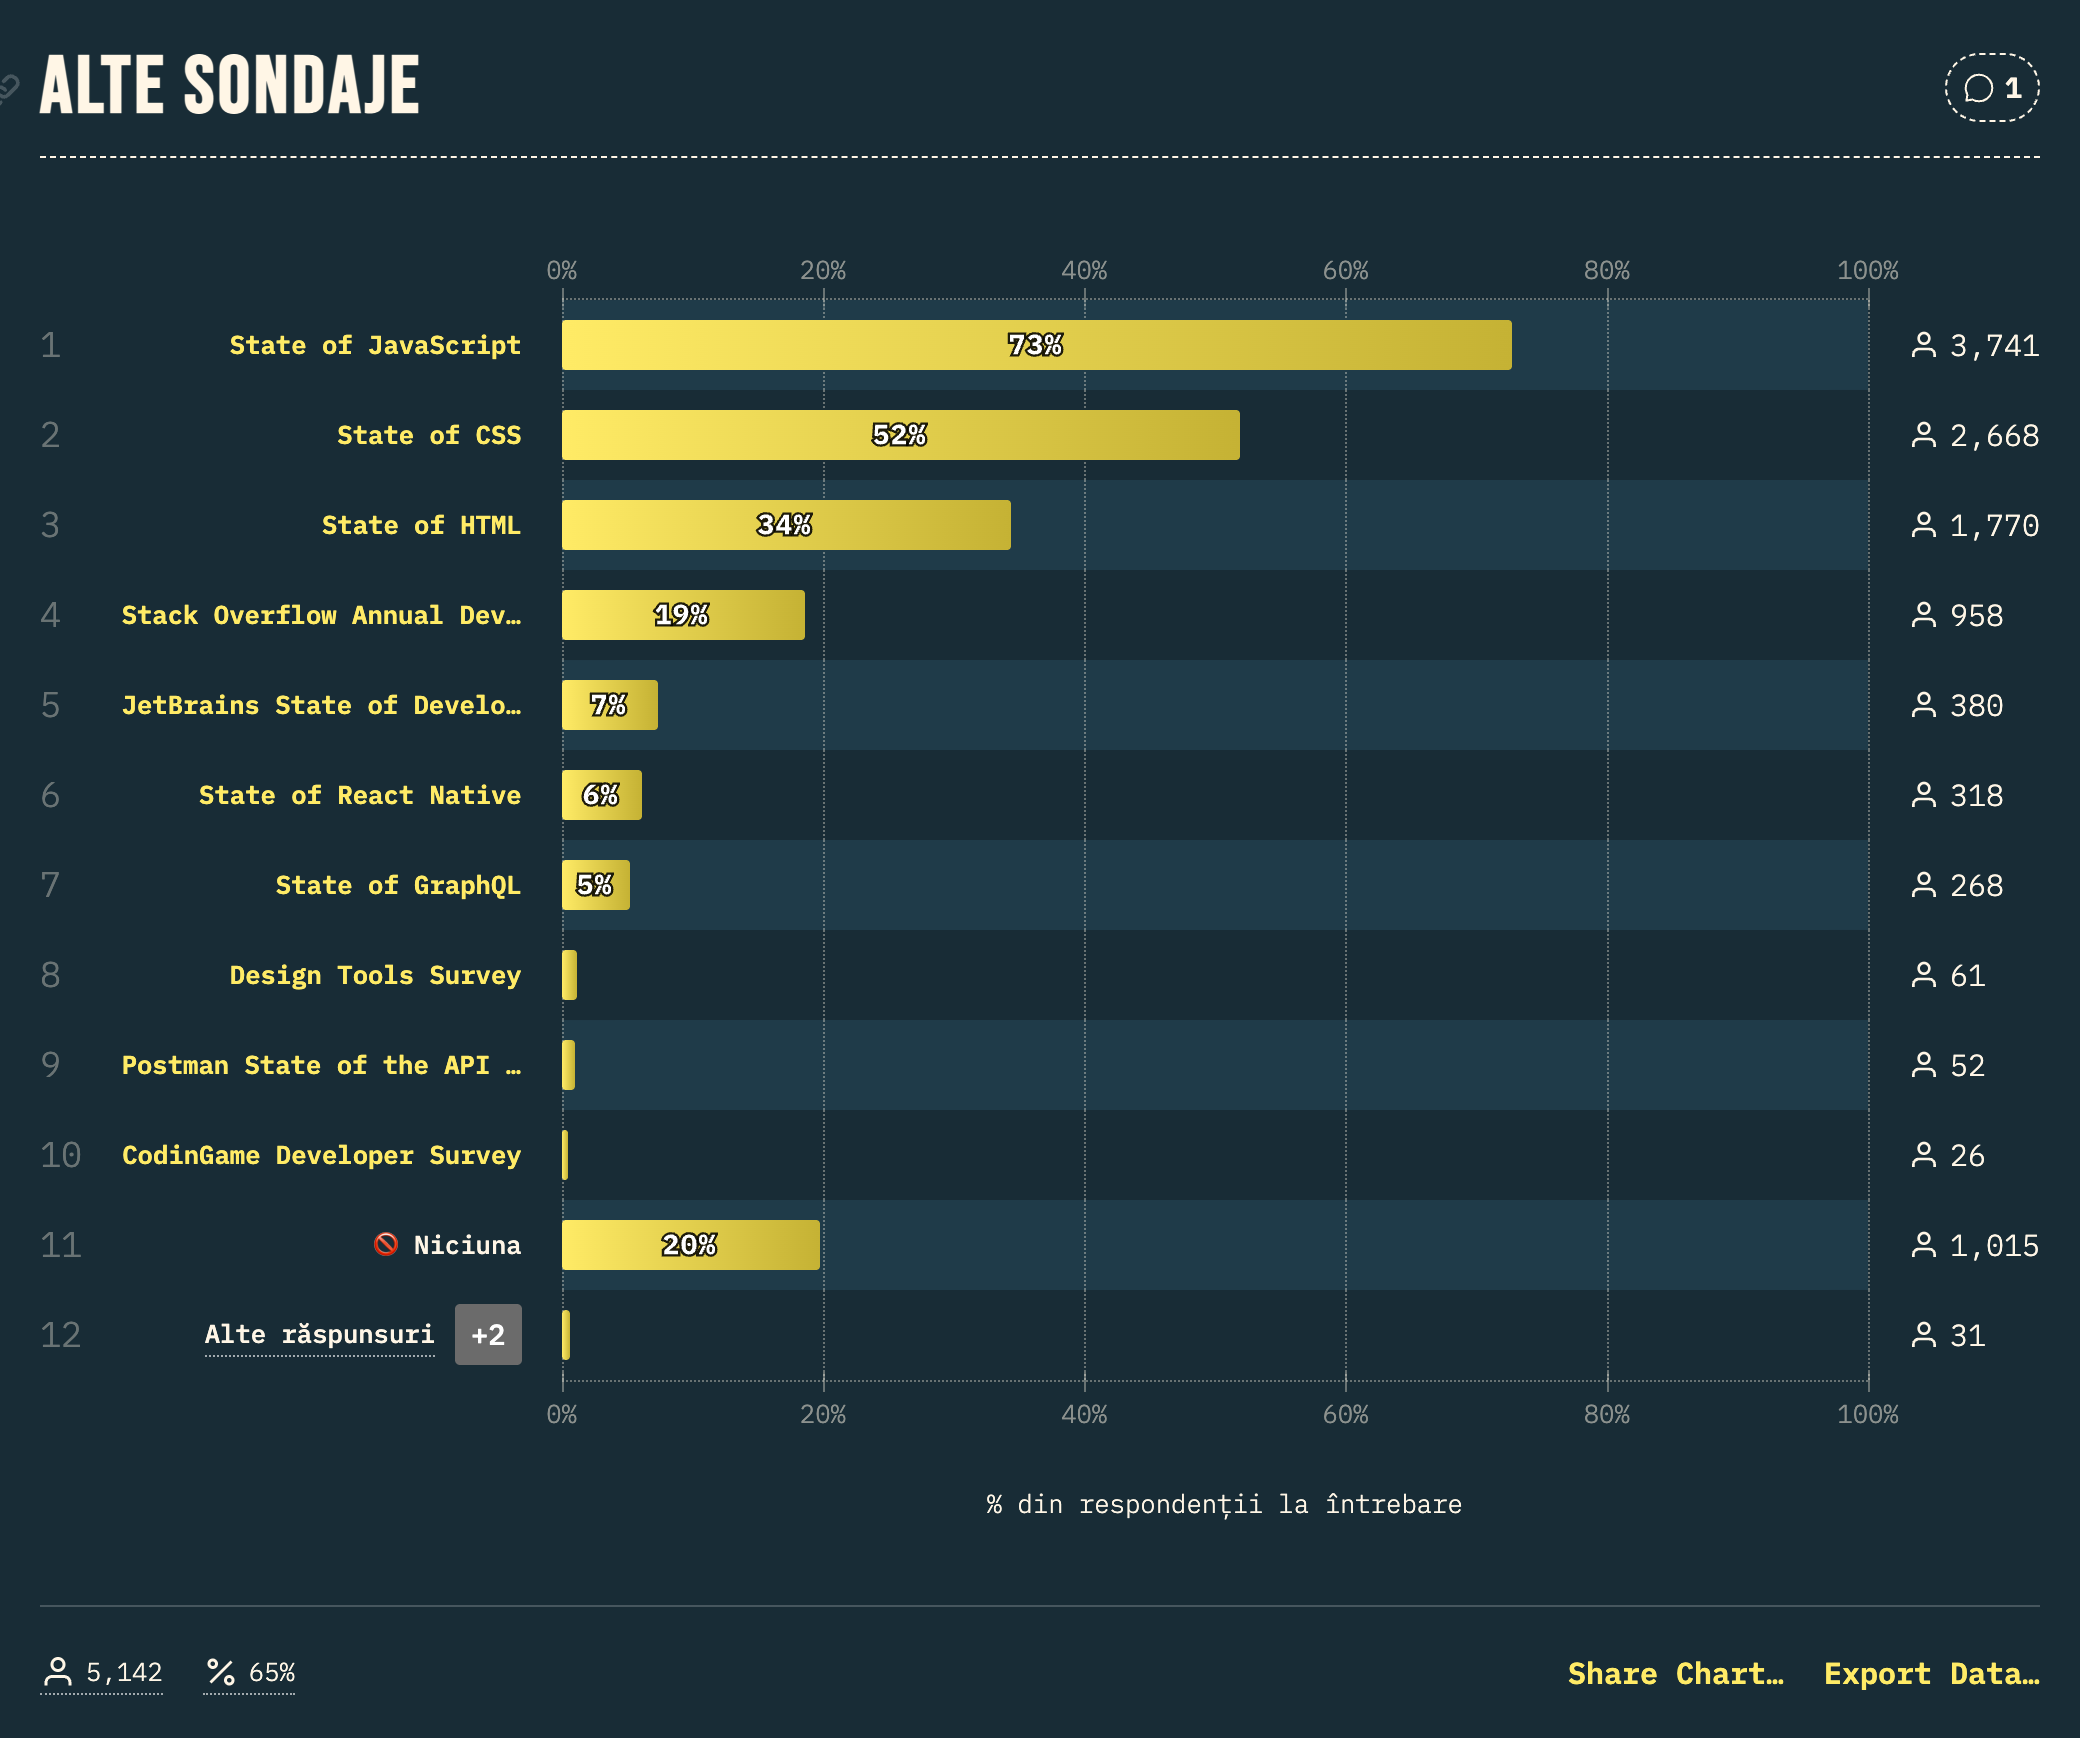 ALTE SONDAJE
1
0% 20% 40% 60% 80% 100%
1 State of JavaScript 73% 3,741
2 State of CSS 52% 2,668
3 State of HTML 34% 1,770
4 Stack Overflow Annual Dev… 19% 958
5 JetBrains State of Develo… 7% 380
6 State of React Native 6% 318
7 State of GraphQL 5% 268
8 Design Tools Survey 61
9 Postman State of the API … 52
10 CodinGame Developer Survey 26
11 🚫 Niciuna 20% 1,015
12 Alte răspunsuri +2 31
0% 20% 40% 60% 80% 100%
% din respondenții la întrebare
5,142 % 65% Share Chart… Export Data…